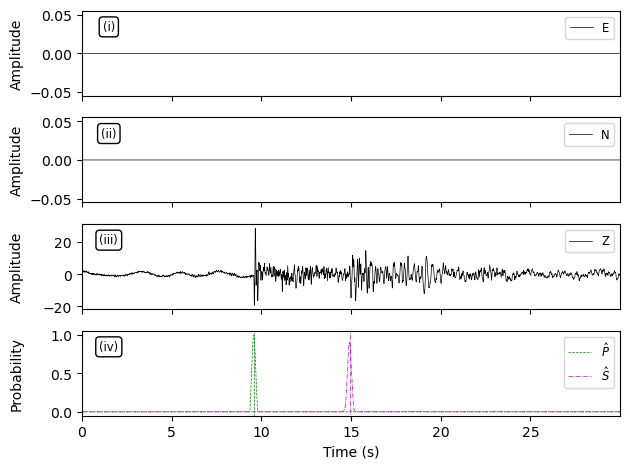 Amplitude
0.05
0.00
−0.05
(i)
E
Amplitude
0.05
0.00
−0.05
(ii)
N
Amplitude
20
0
−20
(iii)
Z
Probability
1.0
0.5
0.0
(iv)
P̂
Ŝ
0 5 10 15 20 25
Time (s)